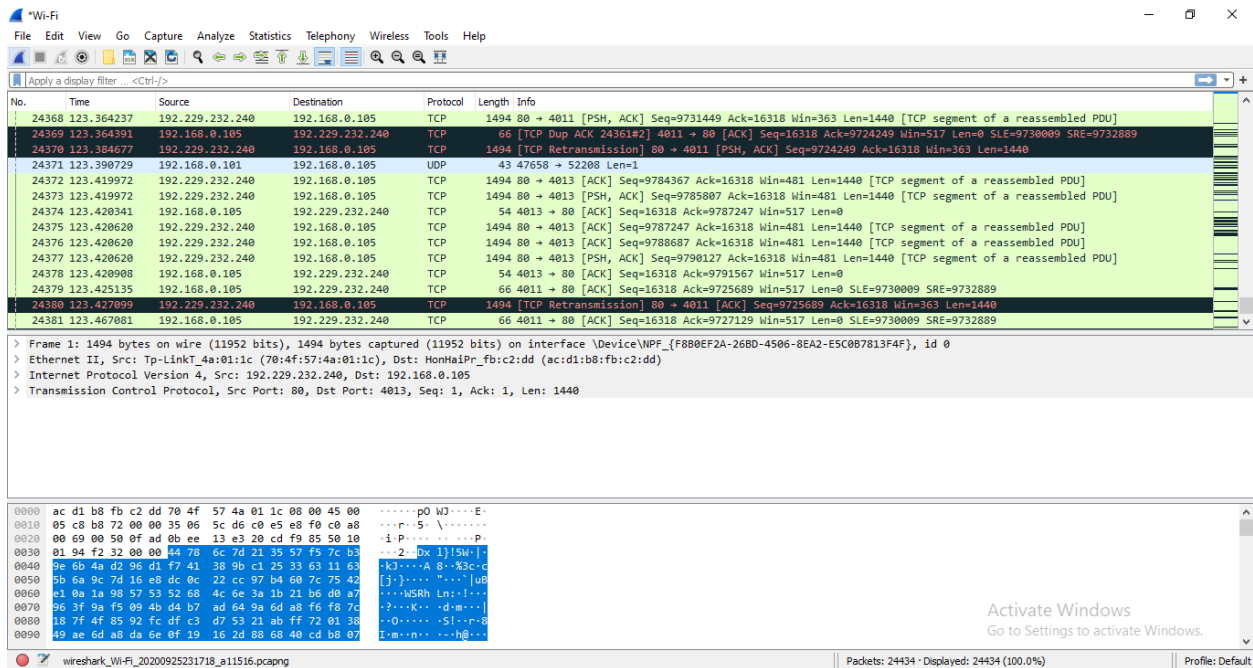 *Wi-Fi
File Edit View Go Capture Analyze Statistics Telephony Wireless Tools Help
Apply a display filter ... <Ctrl-/>
No. Time Source Destination Protocol Length Info
24368 123.364237 192.229.232.240 192.168.0.105 TCP 1494 80 → 4011 [PSH, ACK] Seq=9731449 Ack=16318 Win=363 Len=1440 [TCP segment of a reassembled PDU]
24369 123.364391 192.168.0.105 192.229.232.240 TCP 66 [TCP Dup ACK 24361#2] 4011 → 80 [ACK] Seq=16318 Ack=9724249 Win=517 Len=0 SLE=9730009 SRE=9732889
24370 123.384677 192.229.232.240 192.168.0.105 TCP 1494 [TCP Retransmission] 80 → 4011 [PSH, ACK] Seq=9724249 Ack=16318 Win=363 Len=1440
24371 123.390729 192.168.0.101 192.168.0.105 UDP 43 47658 → 52208 Len=1
24372 123.419972 192.229.232.240 192.168.0.105 TCP 1494 80 → 4013 [ACK] Seq=9784367 Ack=16318 Win=481 Len=1440 [TCP segment of a reassembled PDU]
24373 123.419972 192.229.232.240 192.168.0.105 TCP 1494 80 → 4013 [PSH, ACK] Seq=9785807 Ack=16318 Win=481 Len=1440 [TCP segment of a reassembled PDU]
24374 123.420341 192.168.0.105 192.229.232.240 TCP 54 4013 → 80 [ACK] Seq=16318 Ack=9787247 Win=517 Len=0
24375 123.420620 192.229.232.240 192.168.0.105 TCP 1494 80 → 4013 [ACK] Seq=9787247 Ack=16318 Win=481 Len=1440 [TCP segment of a reassembled PDU]
24376 123.420620 192.229.232.240 192.168.0.105 TCP 1494 80 → 4013 [ACK] Seq=9788687 Ack=16318 Win=481 Len=1440 [TCP segment of a reassembled PDU]
24377 123.420620 192.229.232.240 192.168.0.105 TCP 1494 80 → 4013 [PSH, ACK] Seq=9790127 Ack=16318 Win=481 Len=1440 [TCP segment of a reassembled PDU]
24378 123.420908 192.168.0.105 192.229.232.240 TCP 54 4013 → 80 [ACK] Seq=16318 Ack=9791567 Win=517 Len=0
24379 123.425135 192.168.0.105 192.229.232.240 TCP 66 4011 → 80 [ACK] Seq=16318 Ack=9725689 Win=517 Len=0 SLE=9730009 SRE=9732889
24380 123.427099 192.229.232.240 192.168.0.105 TCP 1494 [TCP Retransmission] 80 → 4011 [ACK] Seq=9725689 Ack=16318 Win=363 Len=1440
24381 123.467081 192.168.0.105 192.229.232.240 TCP 66 4011 → 80 [ACK] Seq=16318 Ack=9727129 Win=517 Len=0 SLE=9730009 SRE=9732889
> Frame 1: 1494 bytes on wire (11952 bits), 1494 bytes captured (11952 bits) on interface \Device\NPF_{F8B0EF2A-26BD-4506-8EA2-E5C0B7813F4F}, id 0
> Ethernet II, Src: Tp-LinkT_4a:01:1c (70:4f:57:4a:01:1c), Dst: HonHaiPr_fb:c2:dd (ac:d1:b8:fb:c2:dd)
> Internet Protocol Version 4, Src: 192.229.232.240, Dst: 192.168.0.105
> Transmission Control Protocol, Src Port: 80, Dst Port: 4013, Seq: 1, Ack: 1, Len: 1440
0000 ac d1 b8 fb c2 dd 70 4f 57 4a 01 1c 08 00 45 00 ······pO WJ····E·
0010 05 c8 b8 72 00 00 35 06 5c d6 c0 e5 e8 f0 c0 a8 ···r··5· \·······
0020 00 69 00 50 0f ad 0b ee 13 e3 20 cd f9 85 50 10 ·i·P···· ·· ···P·
0030 01 94 f2 32 00 00 44 78 6c 7d 21 35 57 f5 7c b3 ···2··Dx l}!5W·|·
0040 9e 6b 4a d2 96 d1 f7 41 38 9b c1 25 33 63 11 63 ·kJ····A 8··%3c·c
0050 5b 6a 9c 7d 16 e8 dc 0c 22 cc 97 b4 60 7c 75 42 [j·}···· "···`|uB
0060 e1 0a 1a 98 57 53 52 68 4c 6e 3a 1b 21 b6 d0 a7 ····WSRh Ln:·!···
0070 96 3f 9a f5 09 4b d4 b7 ad 64 9a 6d a8 f6 f8 7c ·?···K·· ·d·m···|
0080 18 7f 4f 85 92 fc df c3 d7 53 21 ab ff 72 01 38 ··O····· ·S!··r·8
0090 49 ae 6d a8 da 6e 0f 19 16 2d 88 68 40 cd b8 07 I·m··n·· ·-·h@···
Activate Windows
Go to Settings to activate Windows.
wireshark_Wi-Fi_20200925231718_a11516.pcapng Packets: 24434 · Displayed: 24434 (100.0%) Profile: Default